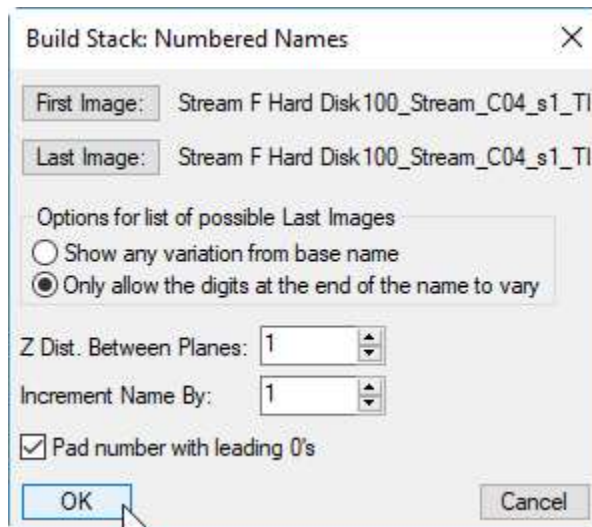 Build Stack: Numbered Names
First Image: Stream F Hard Disk100_Stream_C04_s1_TI
Last Image: Stream F Hard Disk100_Stream_C04_s1_TI
Options for list of possible Last Images
Show any variation from base name
Only allow the digits at the end of the name to vary
Z Dist. Between Planes: 1
Increment Name By: 1
Pad number with leading 0's
OK Cancel